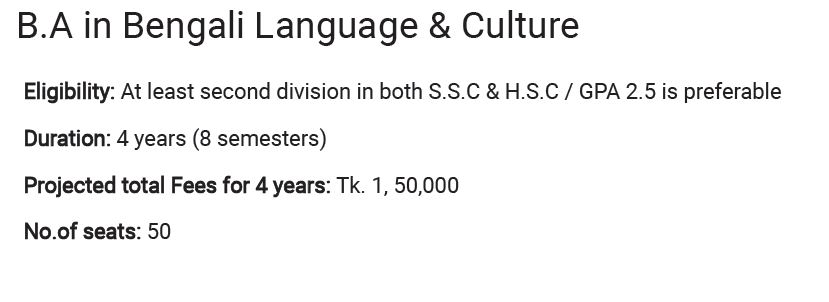 B.A in Bengali Language & Culture
Eligibility: At least second division in both S.S.C & H.S.C / GPA 2.5 is preferable
Duration: 4 years (8 semesters)
Projected total Fees for 4 years: Tk. 1, 50,000
No.of seats: 50